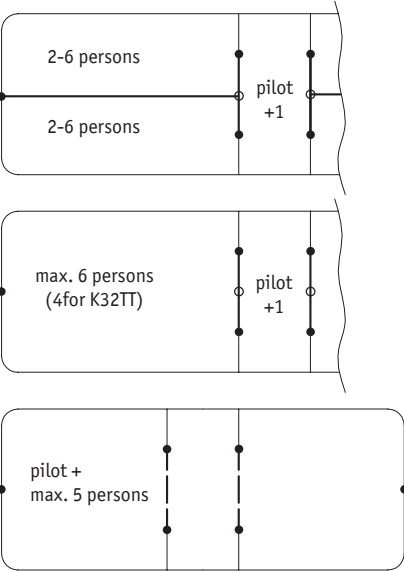 2-6 persons
pilot
+1
2-6 persons
max. 6 persons
(4for K32TT)
pilot
+1
pilot +
max. 5 persons